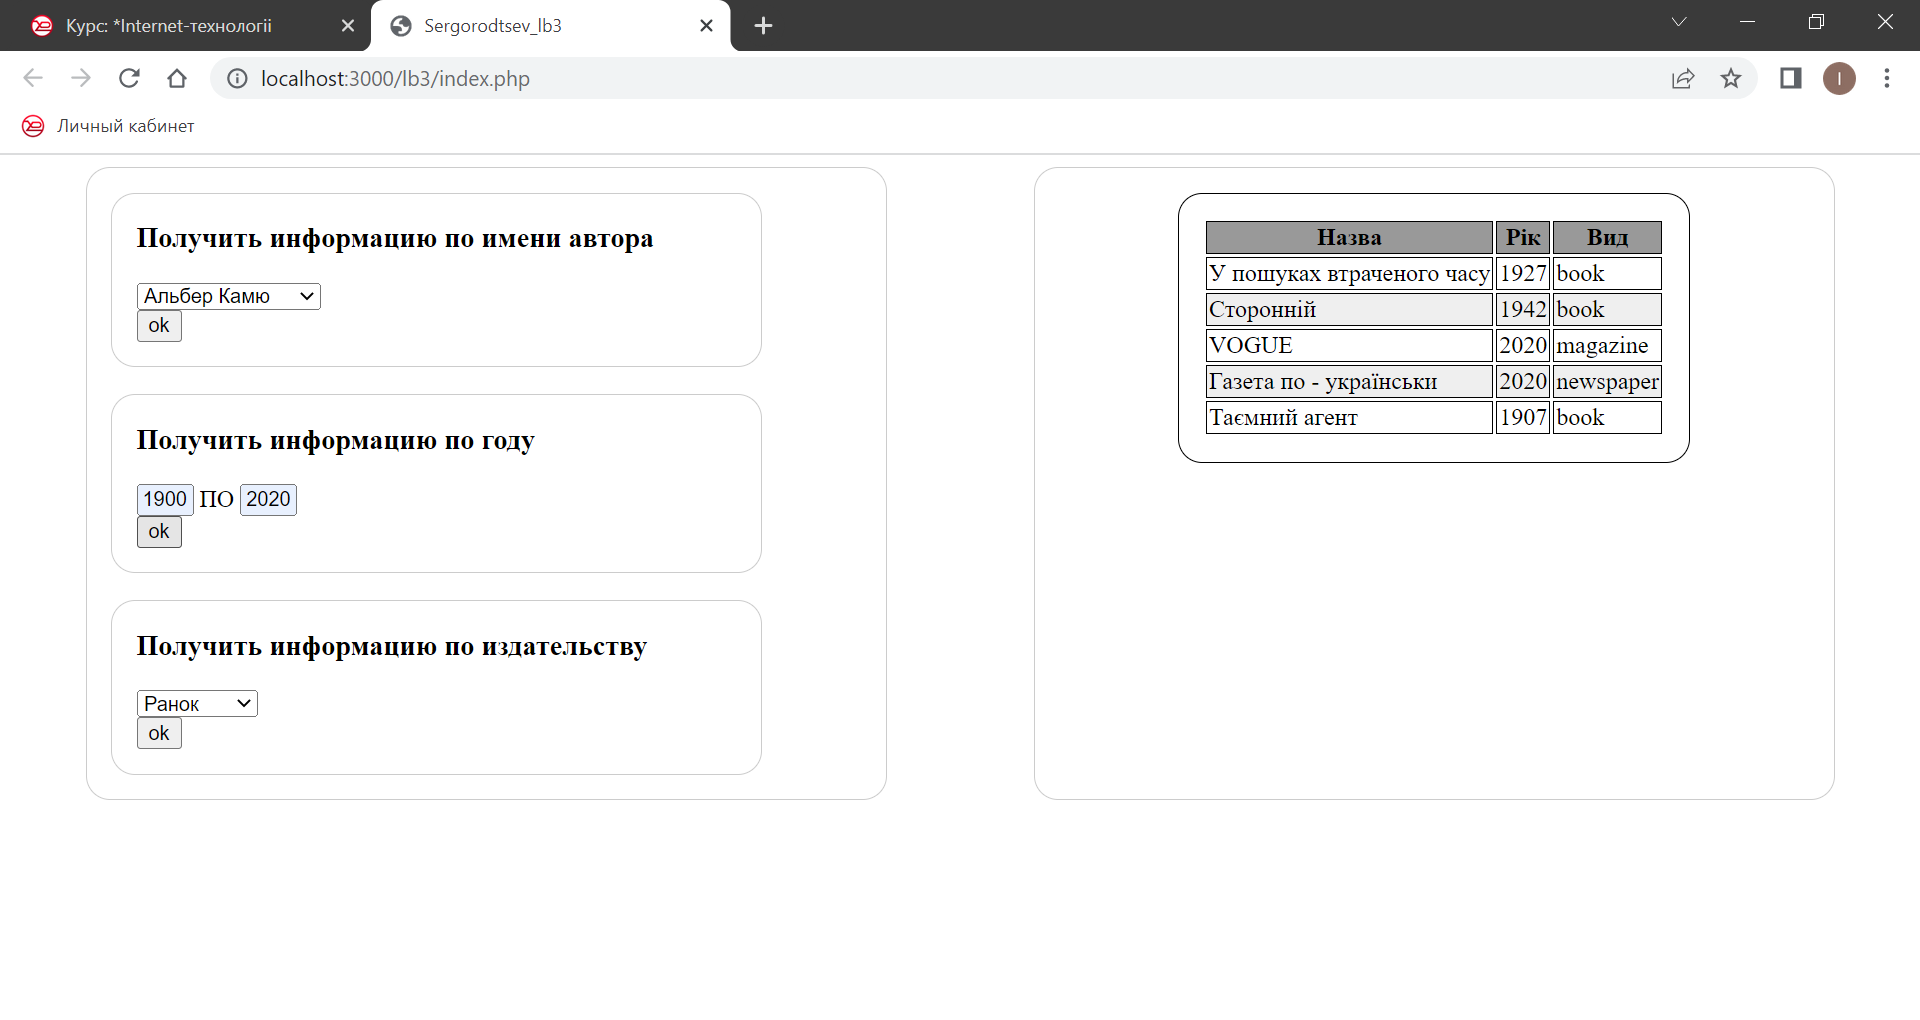 Курс: *Internet-технологіі
Sergorodtsev_lb3
localhost:3000/lb3/index.php
I
Личный кабинет
Получить информацию по имени автора
Альбер Камю
ok
Получить информацию по году
1900 ПО 2020
ok
Получить информацию по издательству
Ранок
ok
Назва Рік Вид
У пошуках втраченого часу 1927 book
Сторонній 1942 book
VOGUE 2020 magazine
Газета по - українськи 2020 newspaper
Таємний агент 1907 book